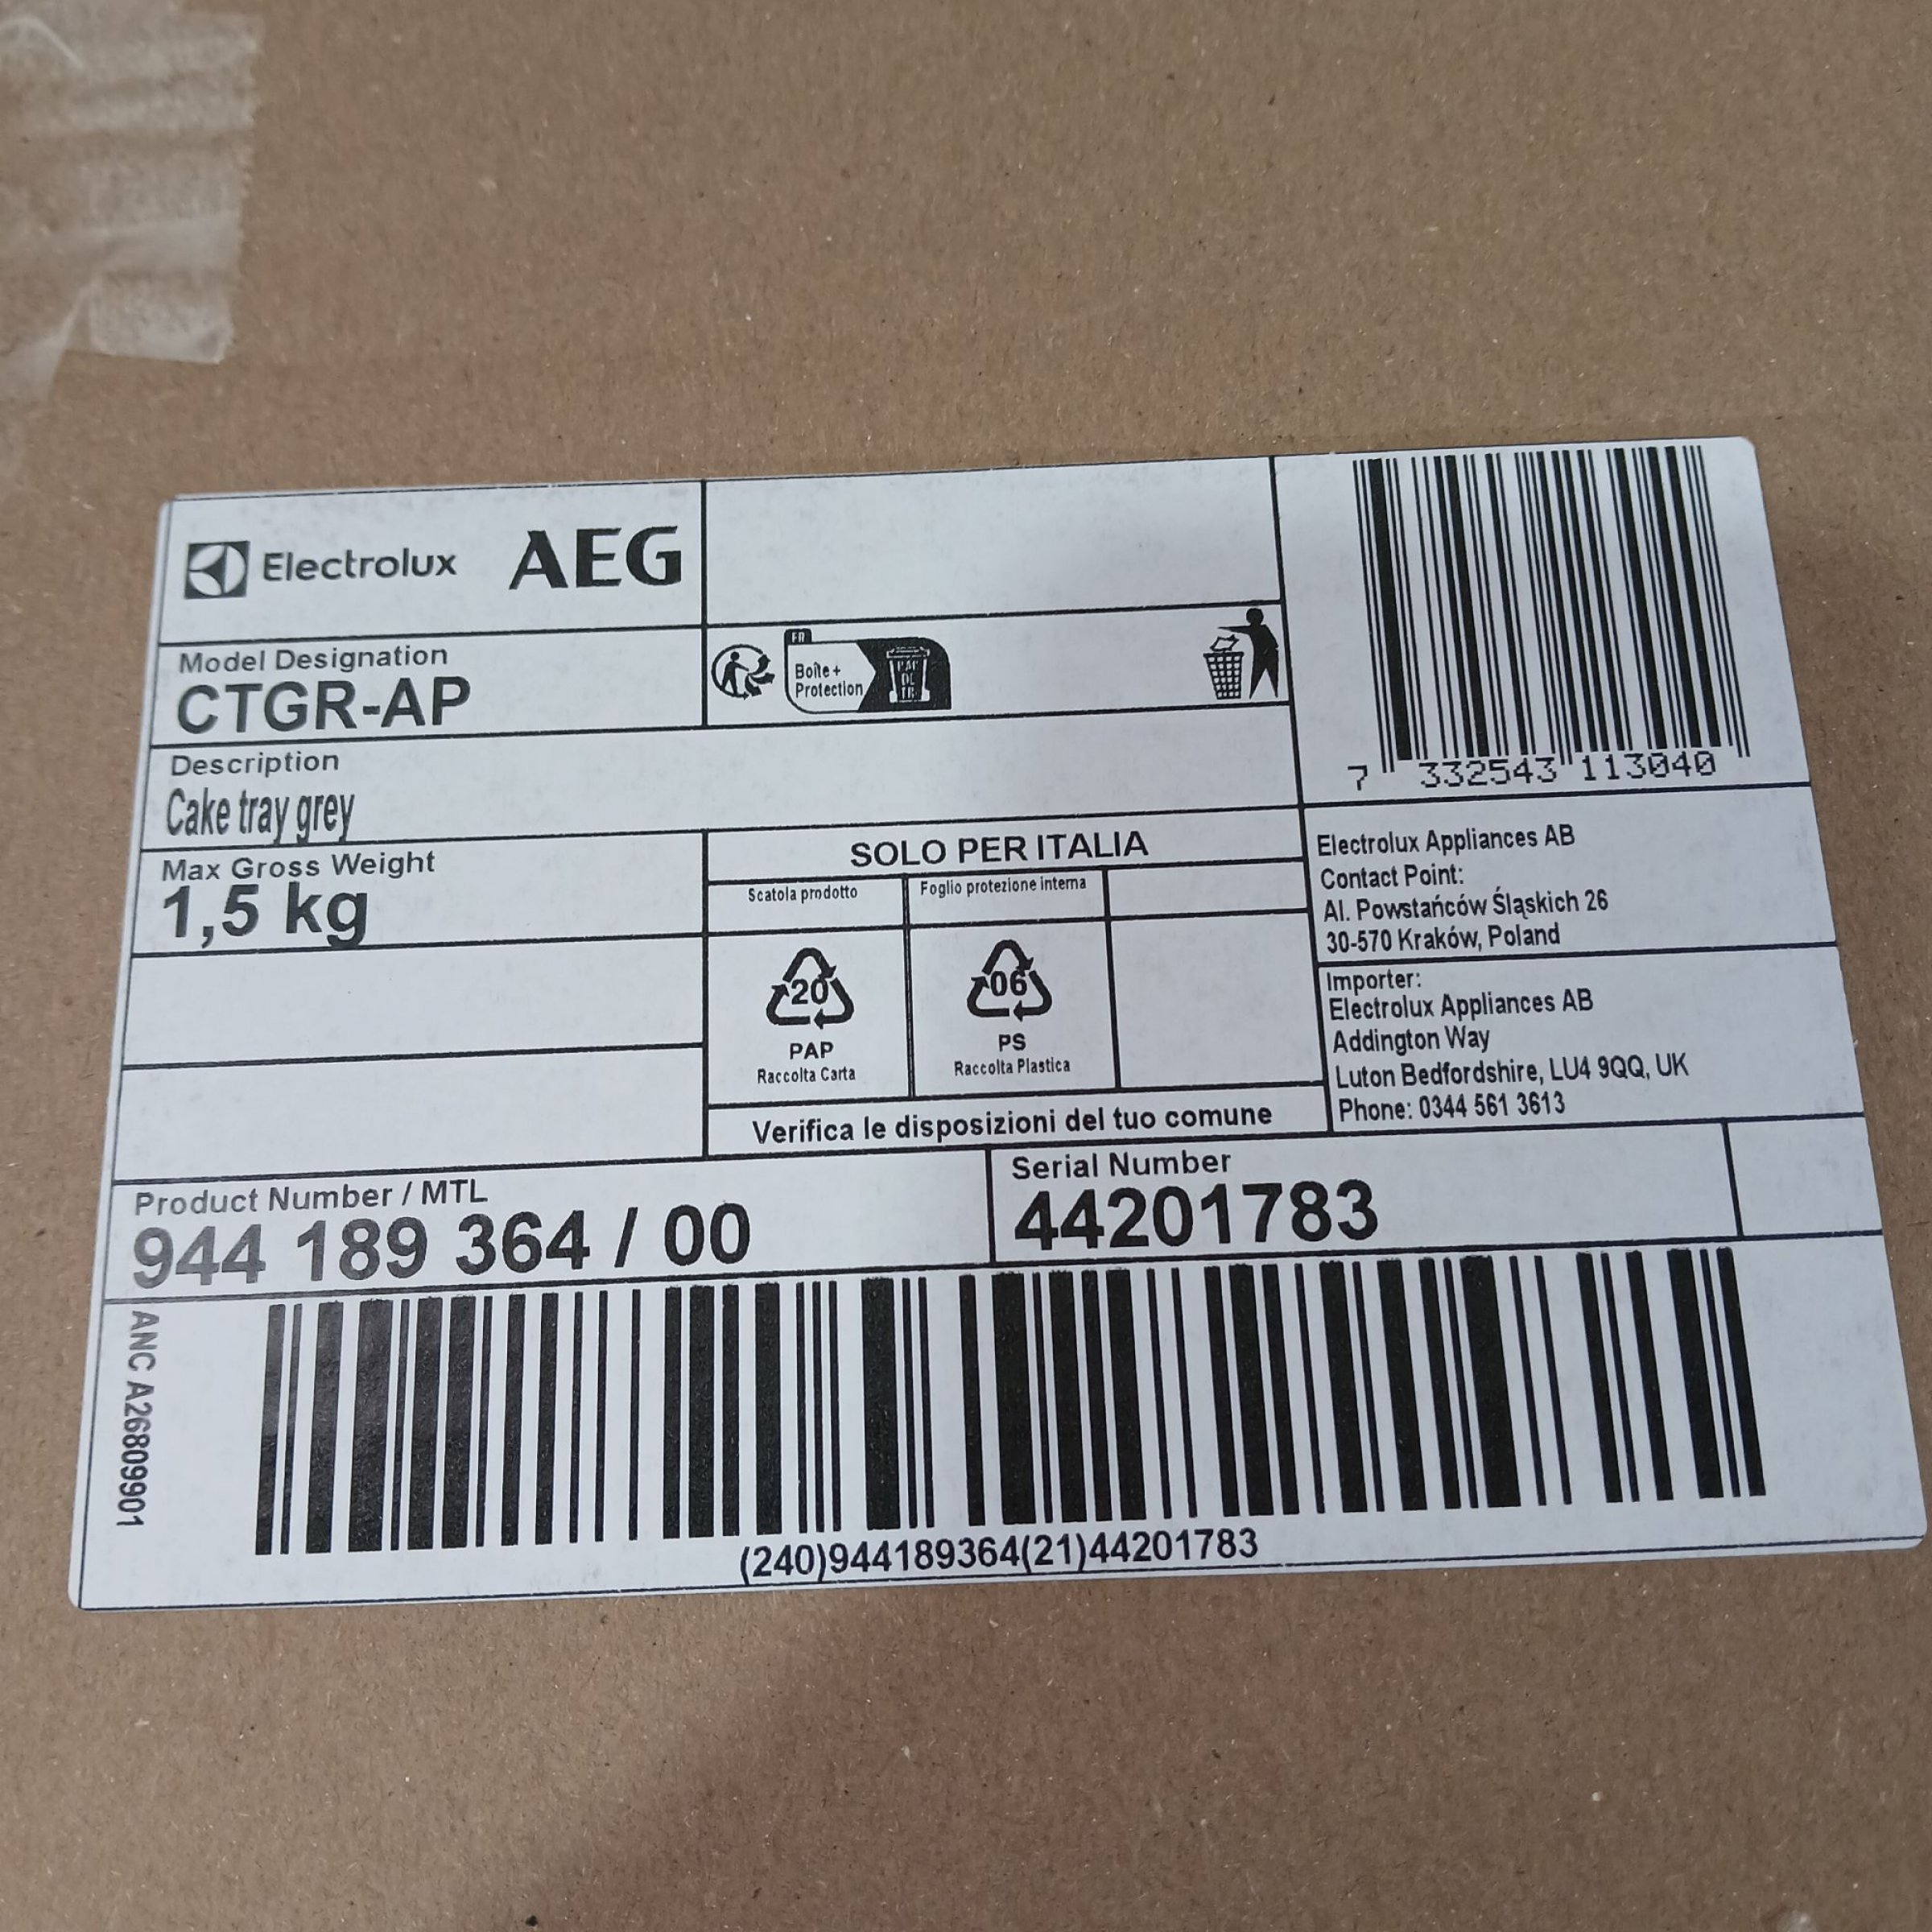 Electrolux AEG
Model Designation
CTGR-AP
FR
Boîte +
Protection
BAC
DE
TRI
Description
Cake tray grey
Max Gross Weight
1,5 kg
7 332543 113040
SOLO PER ITALIA
Scatola prodotto
Foglio protezione interna
20
PAP
Raccolta Carta
06
PS
Raccolta Plastica
Verifica le disposizioni del tuo comune
Electrolux Appliances AB
Contact Point:
Al. Powstańców Śląskich 26
30-570 Kraków, Poland
Importer:
Electrolux Appliances AB
Addington Way
Luton Bedfordshire, LU4 9QQ, UK
Phone: 0344 561 3613
Product Number / MTL
944 189 364 / 00
Serial Number
44201783
ANC A26809901
(240)944189364(21)44201783